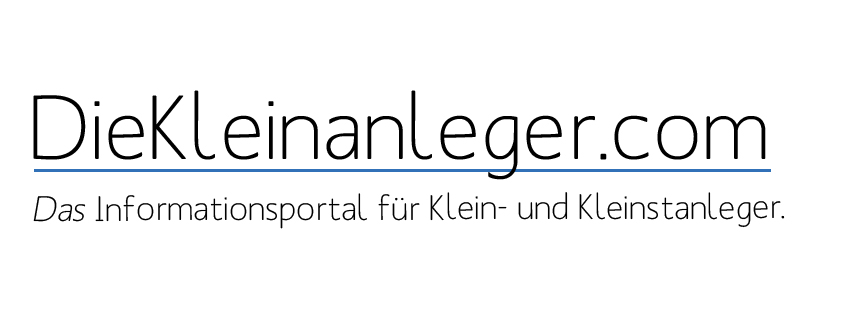 DieKleinanleger.com
Das Informationsportal für Klein- und Kleinstanleger.